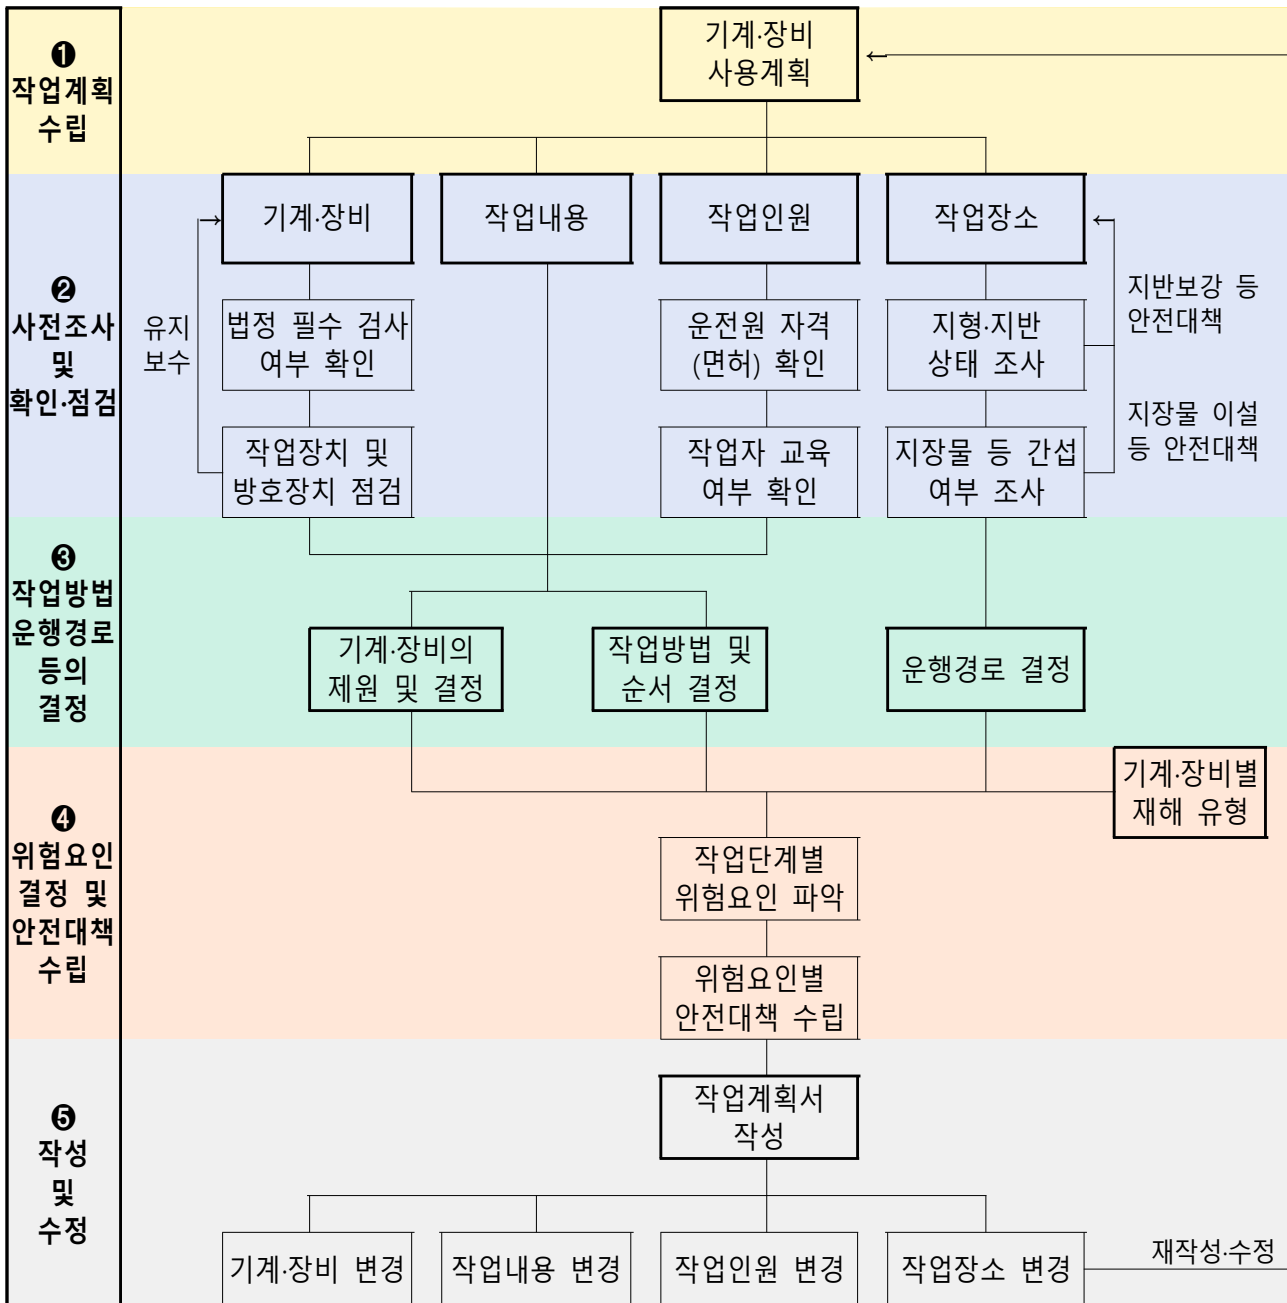 ❶
작업계획
수립
기계·장비
사용계획
❷
사전조사
및
확인·점검
기계·장비
작업내용
작업인원
작업장소
유지
보수
법정 필수 검사
여부 확인
운전원 자격
(면허) 확인
지형·지반
상태 조사
지반보강 등
안전대책
작업장치 및
방호장치 점검
작업자 교육
여부 확인
지장물 등 간섭
여부 조사
지장물 이설
등 안전대책
❸
작업방법
운행경로
등의
결정
기계·장비의
제원 및 결정
작업방법 및
순서 결정
운행경로 결정
❹
위험요인
결정 및
안전대책
수립
기계·장비별
재해 유형
작업단계별
위험요인 파악
위험요인별
안전대책 수립
❺
작성
및
수정
작업계획서
작성
기계·장비 변경
작업내용 변경
작업인원 변경
작업장소 변경
재작성·수정